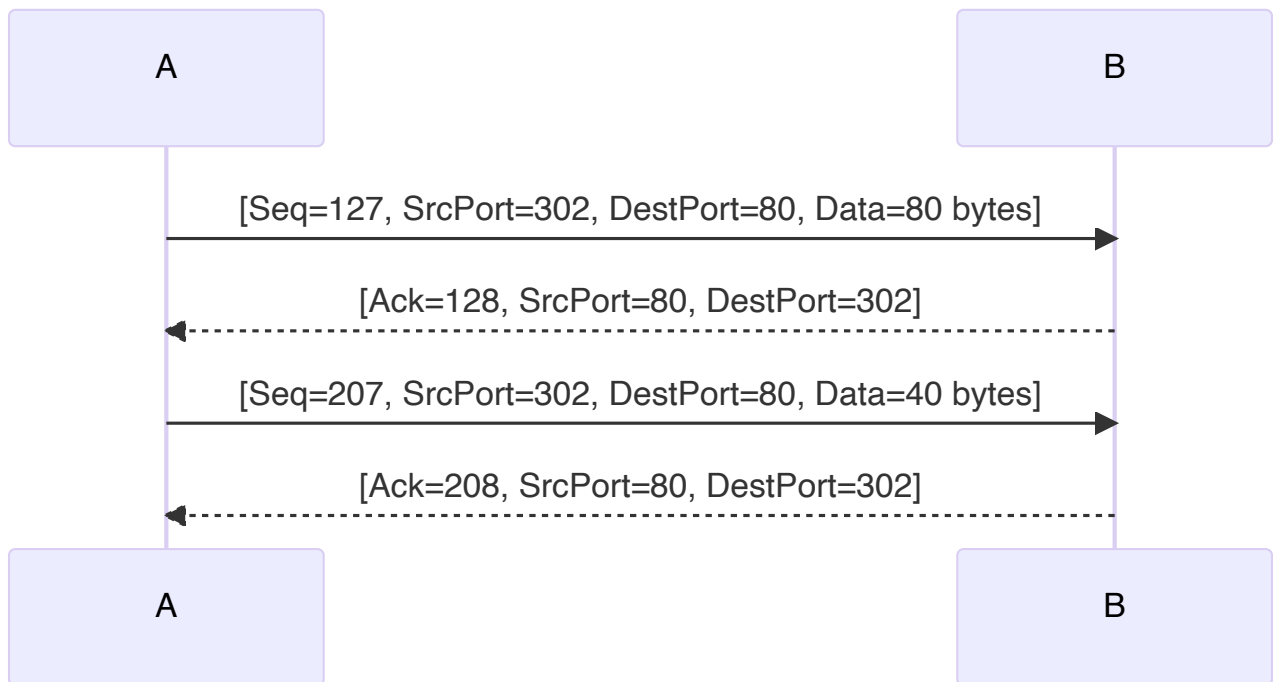 A
B
[Seq=127, SrcPort=302, DestPort=80, Data=80 bytes]
[Ack=128, SrcPort=80, DestPort=302]
[Seq=207, SrcPort=302, DestPort=80, Data=40 bytes]
[Ack=208, SrcPort=80, DestPort=302]
A
B